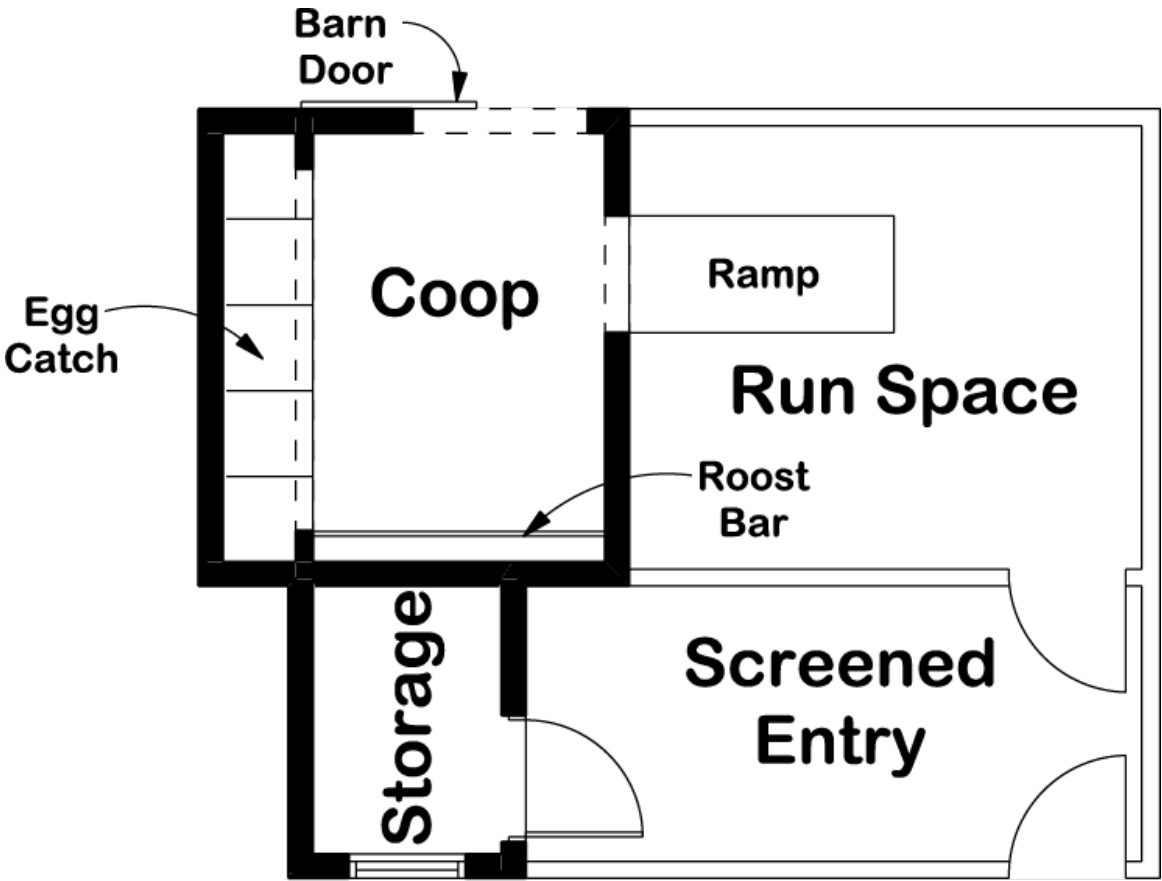 Barn
Door
Coop
Ramp
Egg
Catch
Run Space
Roost
Bar
Storage
Screened
Entry